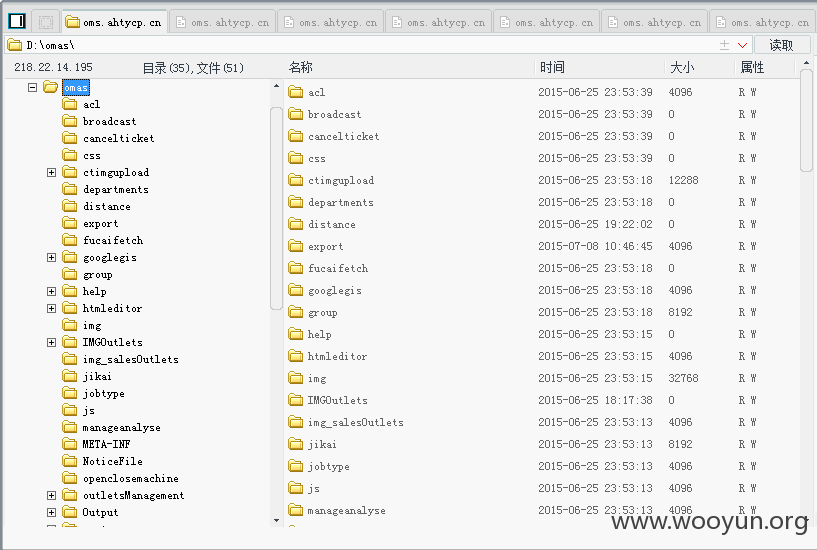 oms.ahtycp.cn oms.ahtycp.cn oms.ahtycp.cn oms.ahtycp.cn oms.ahtycp.cn oms.ahtycp.cn oms.ahtycp.cn
D:\omas\ 读取
218.22.14.195 目录(35),文件(51)
omas
acl
broadcast
cancelticket
css
ctimgupload
departments
distance
export
fucaifetch
googlegis
group
help
htmleditor
img
IMGOutlets
img_salesOutlets
jikai
jobtype
js
manageanalyse
META-INF
NoticeFile
openclosemachine
outletsManagement
Output
名称 时间 大小 属性
acl 2015-06-25 23:53:39 4096 R W
broadcast 2015-06-25 23:53:39 0 R W
cancelticket 2015-06-25 23:53:39 0 R W
css 2015-06-25 23:53:39 0 R W
ctimgupload 2015-06-25 23:53:18 12288 R W
departments 2015-06-25 23:53:18 0 R W
distance 2015-06-25 19:22:02 0 R W
export 2015-07-08 10:46:45 4096 R W
fucaifetch 2015-06-25 23:53:18 0 R W
googlegis 2015-06-25 23:53:18 4096 R W
group 2015-06-25 23:53:18 8192 R W
help 2015-06-25 23:53:15 0 R W
htmleditor 2015-06-25 23:53:15 4096 R W
img 2015-06-25 23:53:15 32768 R W
IMGOutlets 2015-06-25 18:17:38 0 R W
img_salesOutlets 2015-06-25 23:53:13 4096 R W
jikai 2015-06-25 23:53:13 8192 R W
jobtype 2015-06-25 23:53:13 4096 R W
js 2015-06-25 23:53:13 4096 R W
manageanalyse 2015-06-25 23:53:13 4096 R W
www.wooyun.org